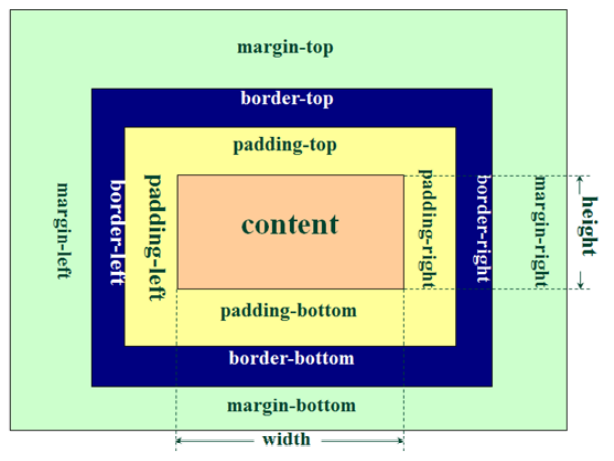 margin-top
border-top
padding-top
margin-left
border-left
padding-left
content
padding-right
border-right
margin-right
height
padding-bottom
border-bottom
margin-bottom
width